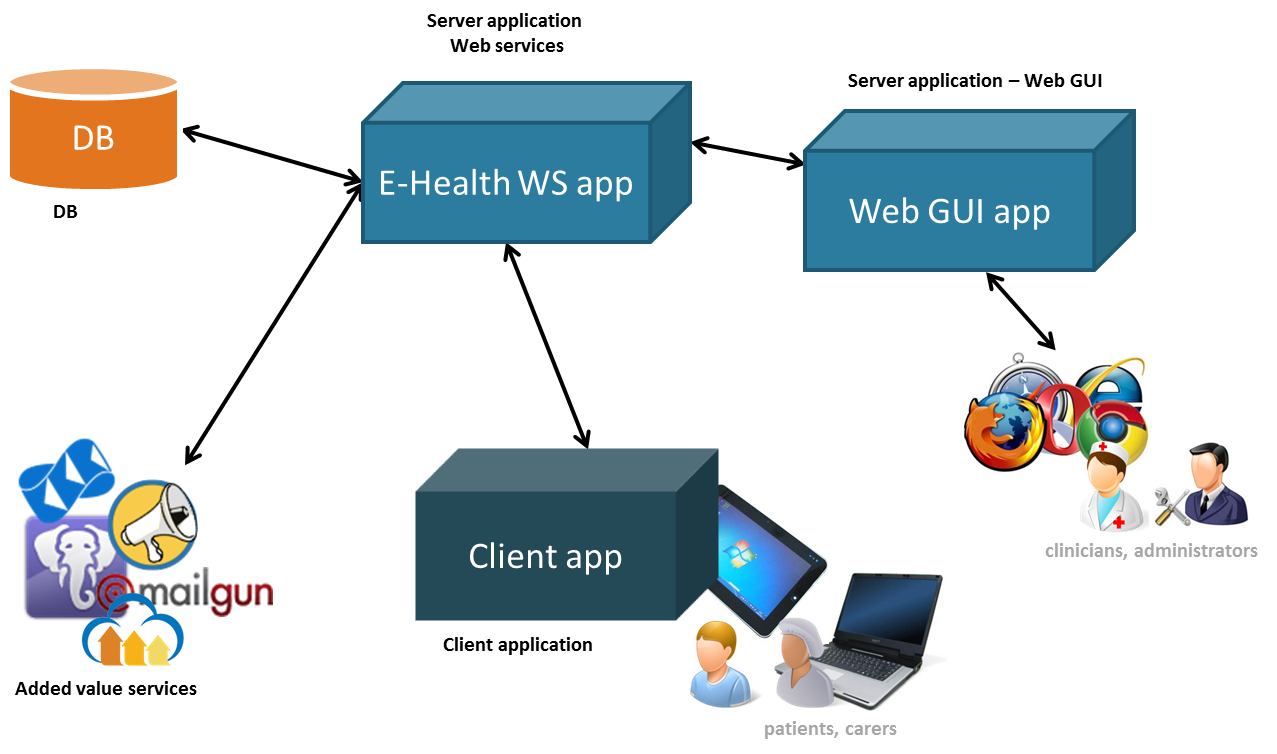 Server application
Web services
Server application – Web GUI
DB
E-Health WS app
Web GUI app
DB
Client app
clinicians, administrators
@mailgun
Client application
Added value services
patients, carers